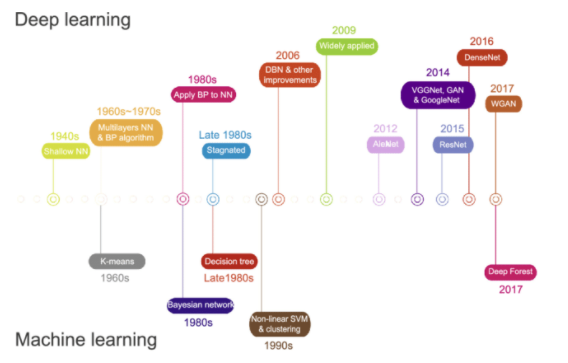 Deep learning
2009
Widely applied
2016
DenseNet
2006
DBN & other
improvements
1980s
Apply BP to NN
2014
VGGNet, GAN
& GoogleNet
2017
WGAN
1960s~1970s
Multilayers NN
& BP algorithm
1940s
Shallow NN
Late 1980s
Stagnated
2012
AleNet
2015
ResNet
K-means
1960s
Decision tree
Late1980s
Deep Forest
2017
Bayesian network
1980s
Non-linear SVM
& clustering
1990s
Machine learning